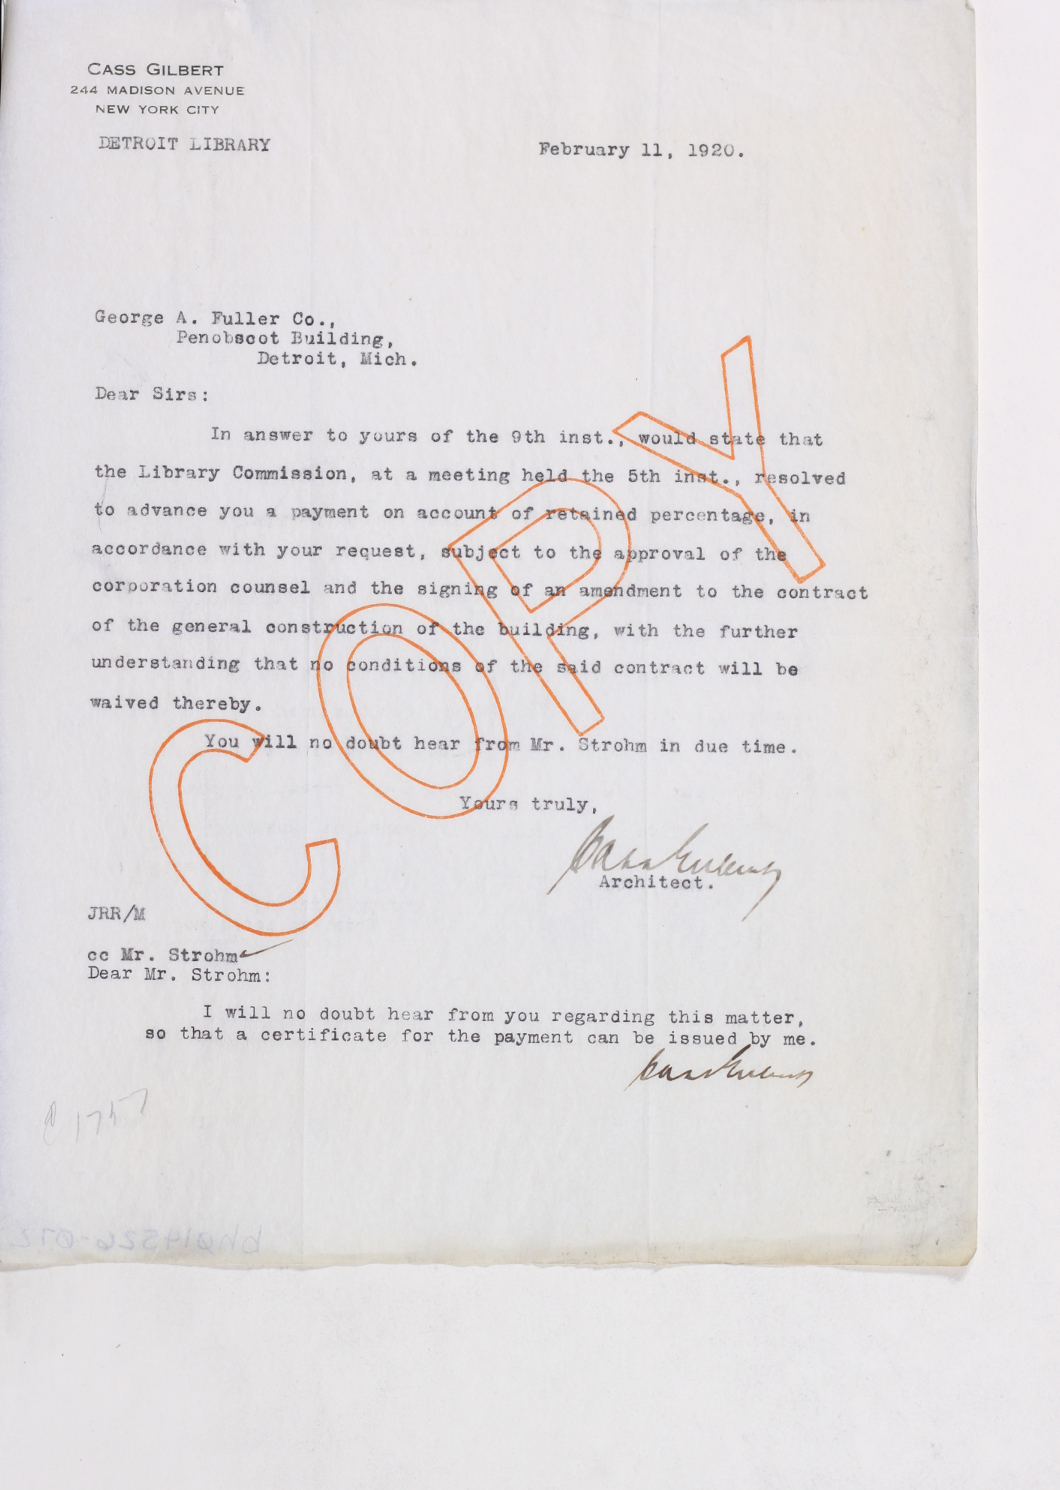 CASS GILBERT
244 MADISON AVENUE
NEW YORK CITY
DETROIT LIBRARY
February 11, 1920.
George A. Fuller Co.,
Penobscot Building,
Detroit, Mich.
Dear Sirs:
In answer to yours of the 9th inst., would state that
the Library Commission, at a meeting held the 5th inst., resolved
to advance you a payment on account of retained percentage, in
accordance with your request, subject to the approval of the
corporation counsel and the signing of an amendment to the contract
of the general construction of the building, with the further
understanding that no conditions of the said contract will be
waived thereby.
You will no doubt hear from Mr. Strohm in due time.
COPY
Yours truly,
Cass Gilbert
Architect.
JRR/M
cc Mr. Strohm
Dear Mr. Strohm:
I will no doubt hear from you regarding this matter,
so that a certificate for the payment can be issued by me.
Cass Gilbert
bh019526-072